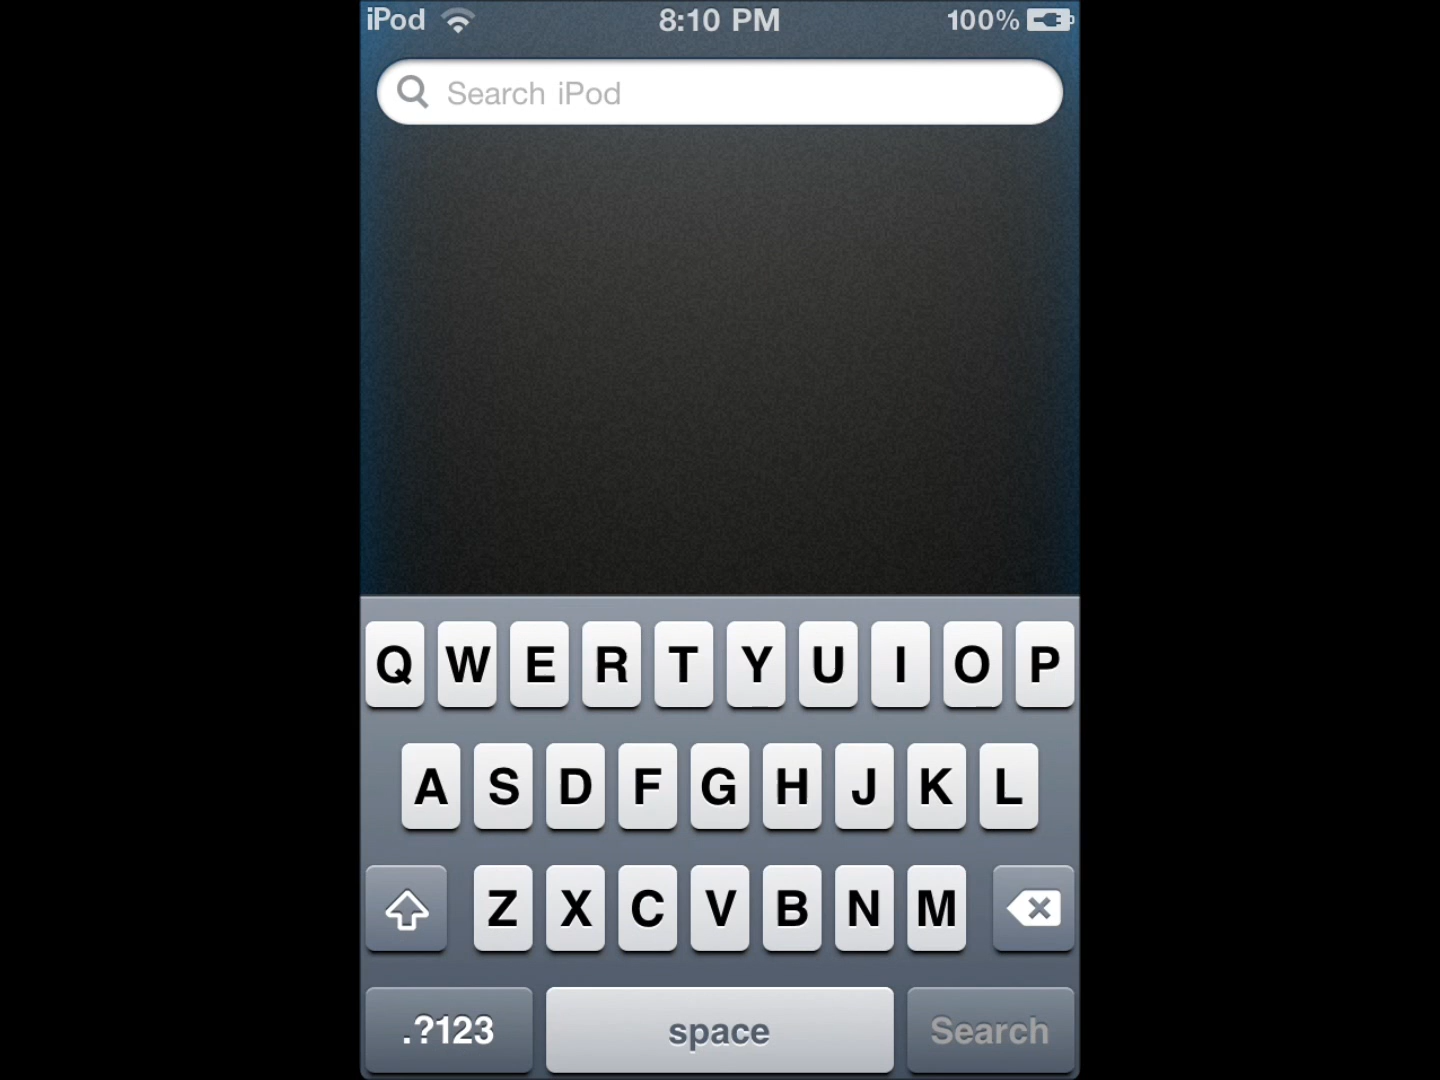 iPod 8:10 PM 100%
Search iPod
Q W E R T Y U I O P
A S D F G H J K L
Z X C V B N M
.?123 space Search